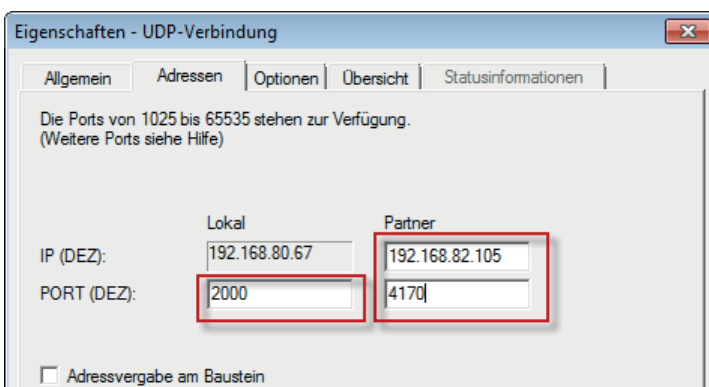 Eigenschaften - UDP-Verbindung
Allgemein Adressen Optionen Übersicht Statusinformationen
Die Ports von 1025 bis 65535 stehen zur Verfügung.
(Weitere Ports siehe Hilfe)
Lokal Partner
IP (DEZ): 192.168.80.67 192.168.82.105
PORT (DEZ): 2000 4170
Adressvergabe am Baustein